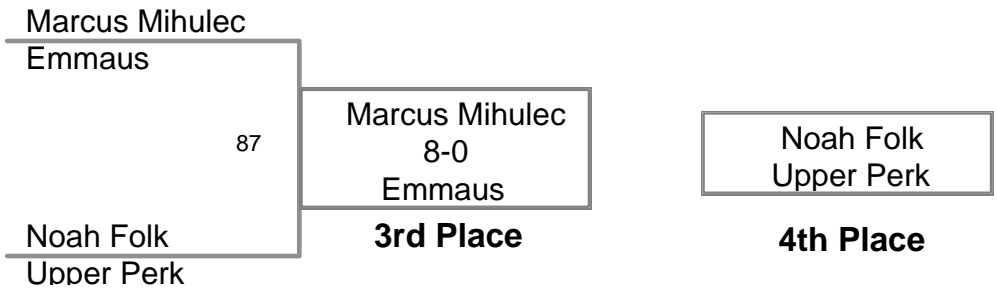 Marcus Mihulec
Emmaus
87
Marcus Mihulec
8-0
Emmaus
3rd Place
Noah Folk
Upper Perk
Noah Folk
Upper Perk
4th Place